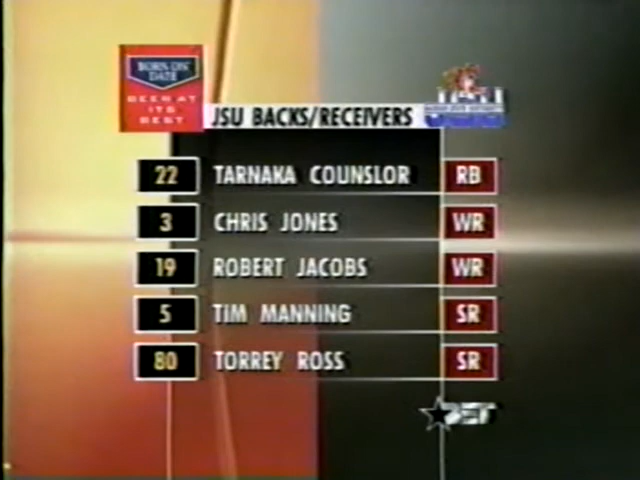 BORN ON
DATE
BEER AT
ITS
BEST
JSU BACKS/RECEIVERS
22 TARNAKA COUNSLOR RB
3 CHRIS JONES WR
19 ROBERT JACOBS WR
5 TIM MANNING SR
80 TORREY ROSS SR
BET